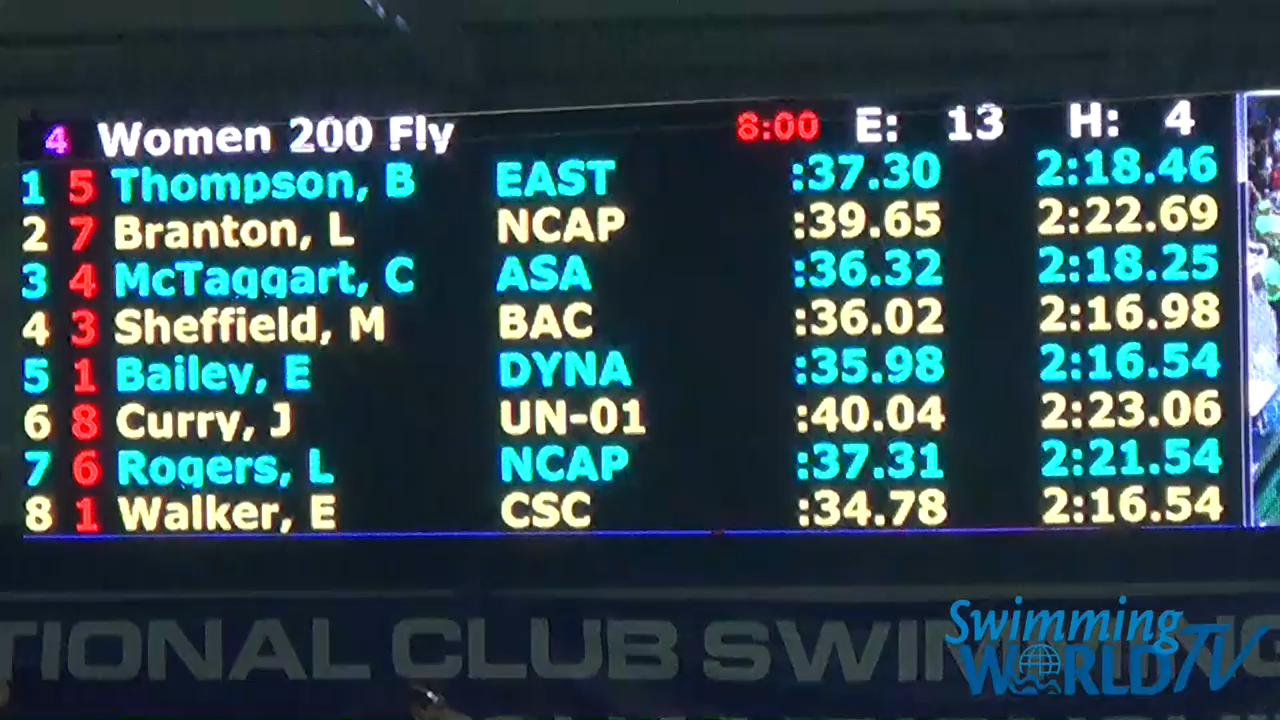 4 Women 200 Fly 8:00 E: 13 H: 4
1 5 Thompson, B EAST :37.30 2:18.46
2 7 Branton, L NCAP :39.65 2:22.69
3 4 McTaggart, C ASA :36.32 2:18.25
4 3 Sheffield, M BAC :36.02 2:16.98
5 1 Bailey, E DYNA :35.98 2:16.54
6 8 Curry, J UN-01 :40.04 2:23.06
7 6 Rogers, L NCAP :37.31 2:21.54
8 1 Walker, E CSC :34.78 2:16.54
TIONAL CLUB SWIM
Swimming
WORLD TV